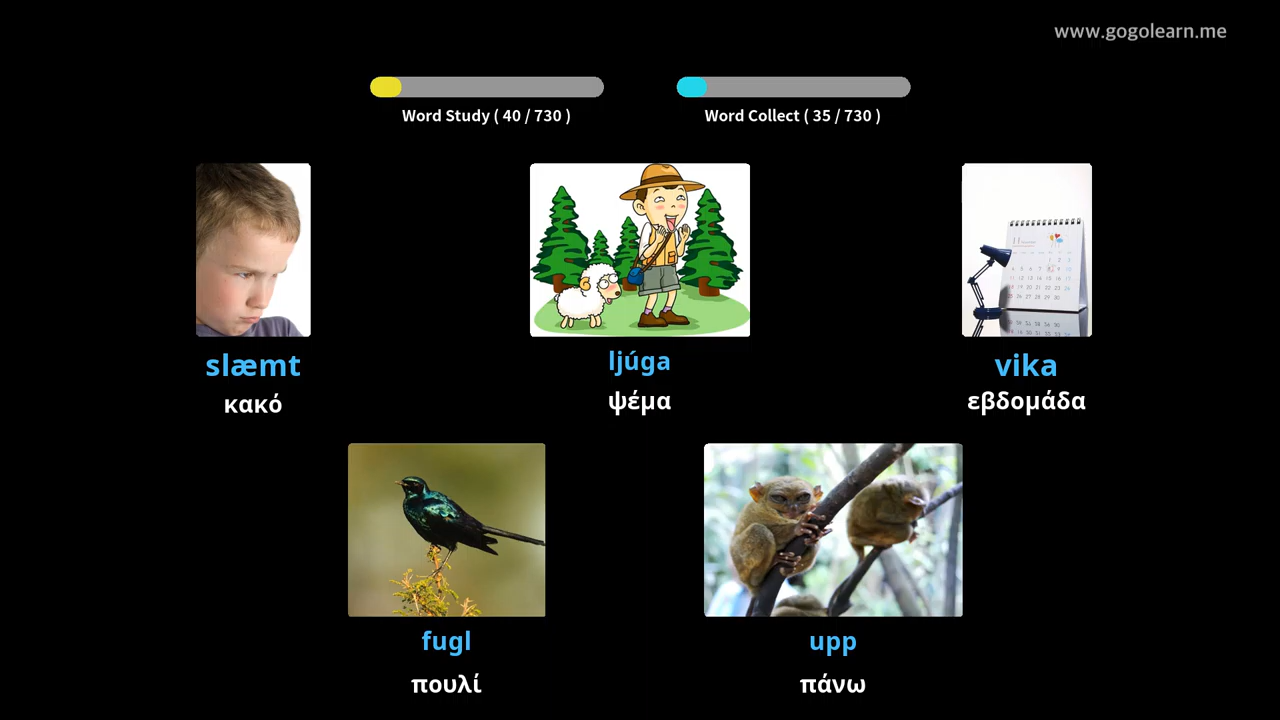 www.gogolearn.me
Word Study ( 40 / 730 )
Word Collect ( 35 / 730 )
slæmt
ljúga
vika
κακό
ψέμα
εβδομάδα
fugl
upp
πουλί
πάνω